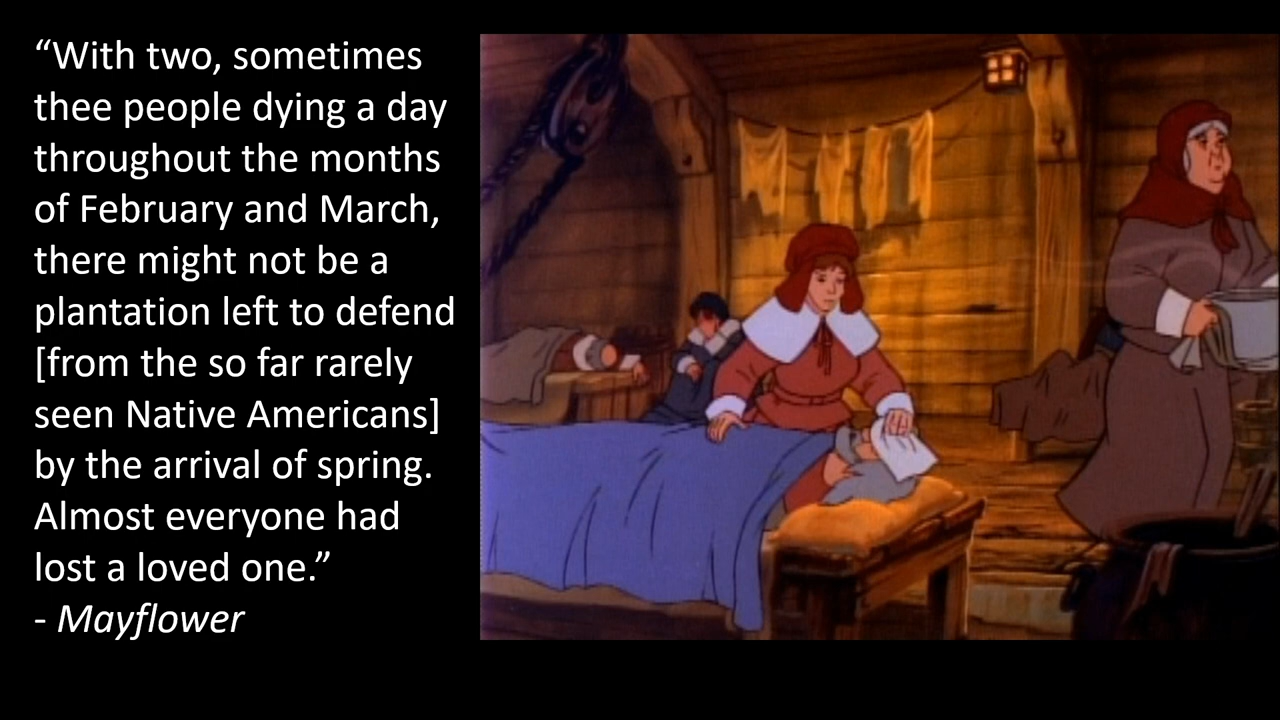 “With two, sometimes
thee people dying a day
throughout the months
of February and March,
there might not be a
plantation left to defend
[from the so far rarely
seen Native Americans]
by the arrival of spring.
Almost everyone had
lost a loved one.”
- Mayflower